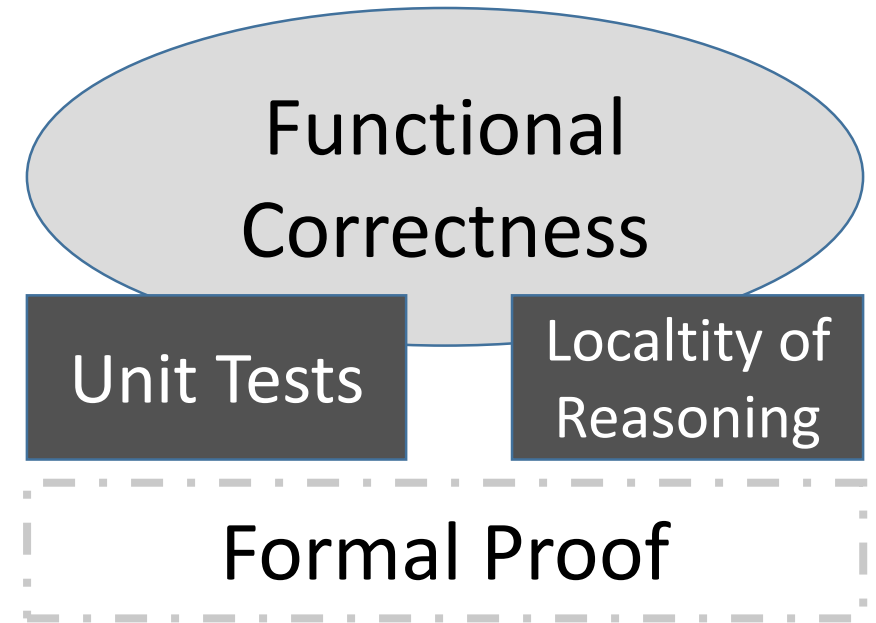 Functional
Correctness
Unit Tests
Localtity of
Reasoning
Formal Proof